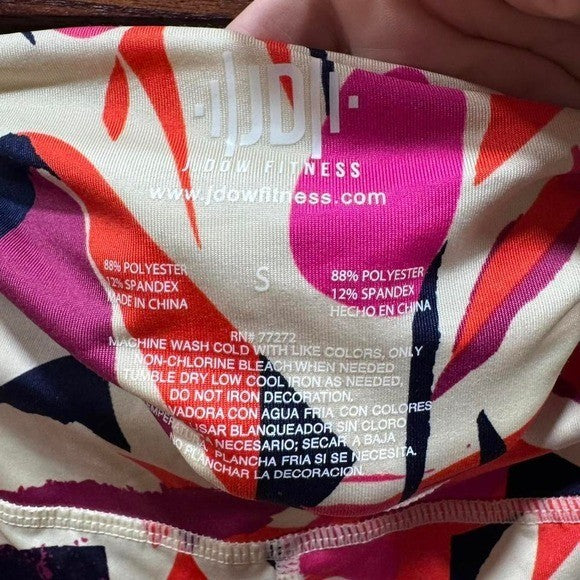 JD
J DOW FITNESS
www.jdowfitness.com
S
88% POLYESTER
12% SPANDEX
MADE IN CHINA
88% POLYESTER
12% SPANDEX
HECHO EN CHINA
RN# 77272
MACHINE WASH COLD WITH LIKE COLORS, ONLY
NON-CHLORINE BLEACH WHEN NEEDED
TUMBLE DRY LOW COOL IRON AS NEEDED,
DO NOT IRON DECORATION.
CON AGUA FRIA CON COLORES
USAR BLANQUEADOR SIN CLORO
NECESARIO; SECAR A BAJA
PLANCHA FRIA SI SE NECESITA.
PLANCHAR LA DECORACION.